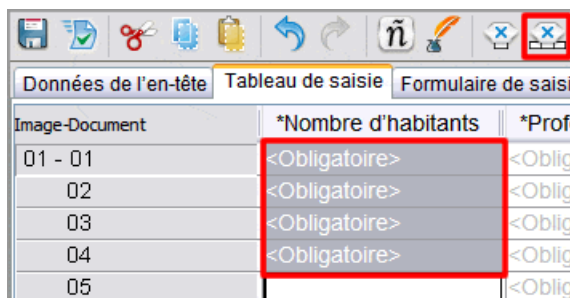 ñ
Données de l'en-tête Tableau de saisie Formulaire de saisi
Image-Document *Nombre d'habitants *Prof
01 - 01 <Obligatoire> <Oblig
02 <Obligatoire> <Oblig
03 <Obligatoire> <Oblig
04 <Obligatoire> <Oblig
05 <Oblig